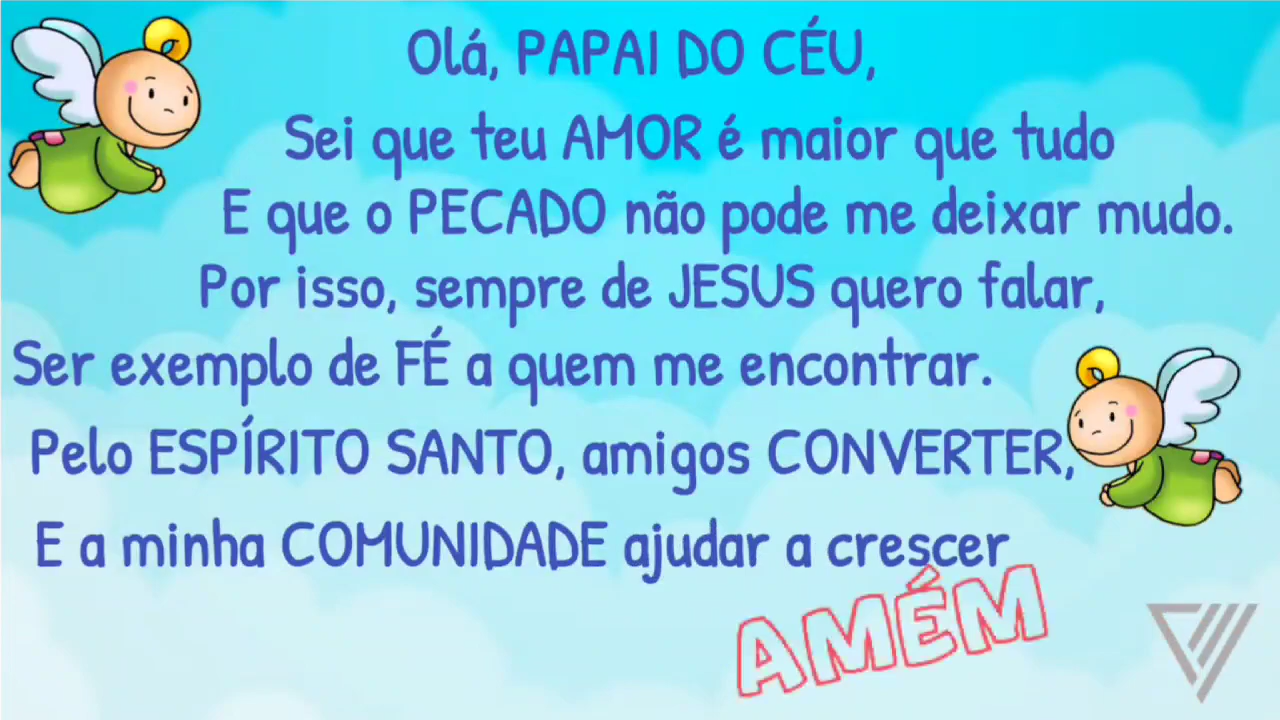 Olá, PAPAI DO CÉU,
Sei que teu AMOR é maior que tudo
E que o PECADO não pode me deixar mudo.
Por isso, sempre de JESUS quero falar,
Ser exemplo de FÉ a quem me encontrar.
Pelo ESPÍRITO SANTO, amigos CONVERTER,
E a minha COMUNIDADE ajudar a crescer
AMÉM